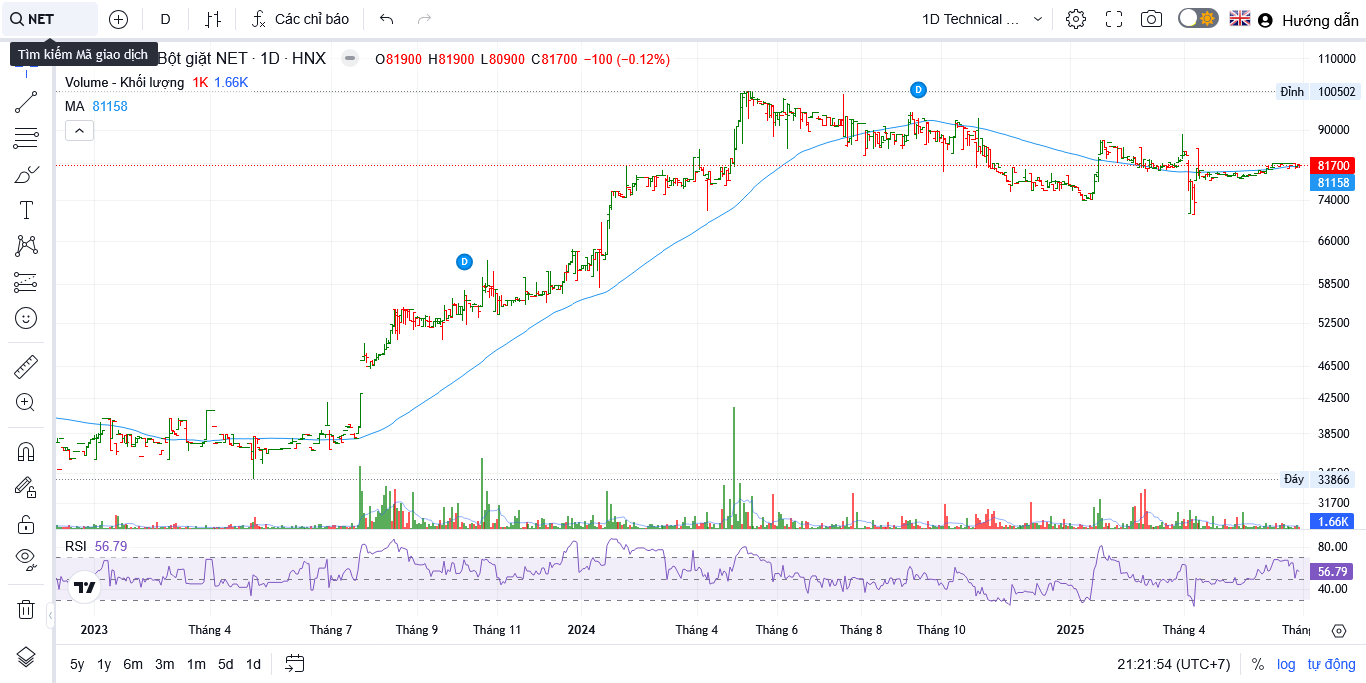 NET
D
Các chỉ báo
1D Technical ...
Hướng dẫn
Tìm kiếm Mã giao dịch
Bột giặt NET · 1D · HNX
O81900 H81900 L80900 C81700 −100 (−0.12%)
Volume - Khối lượng 1K 1.66K
MA 81158
110000
Đỉnh 100502
90000
81700
81158
74000
66000
58500
52500
46500
42500
38500
34500
Đáy 33866
31700
1.66K
D
D
RSI 56.79
80.00
56.79
40.00
2023 Tháng 4 Tháng 7 Tháng 9 Tháng 11 2024 Tháng 4 Tháng 6 Tháng 8 Tháng 10 2025 Tháng 4
5y 1y 6m 3m 1m 5d 1d
21:21:54 (UTC+7) % log tự động